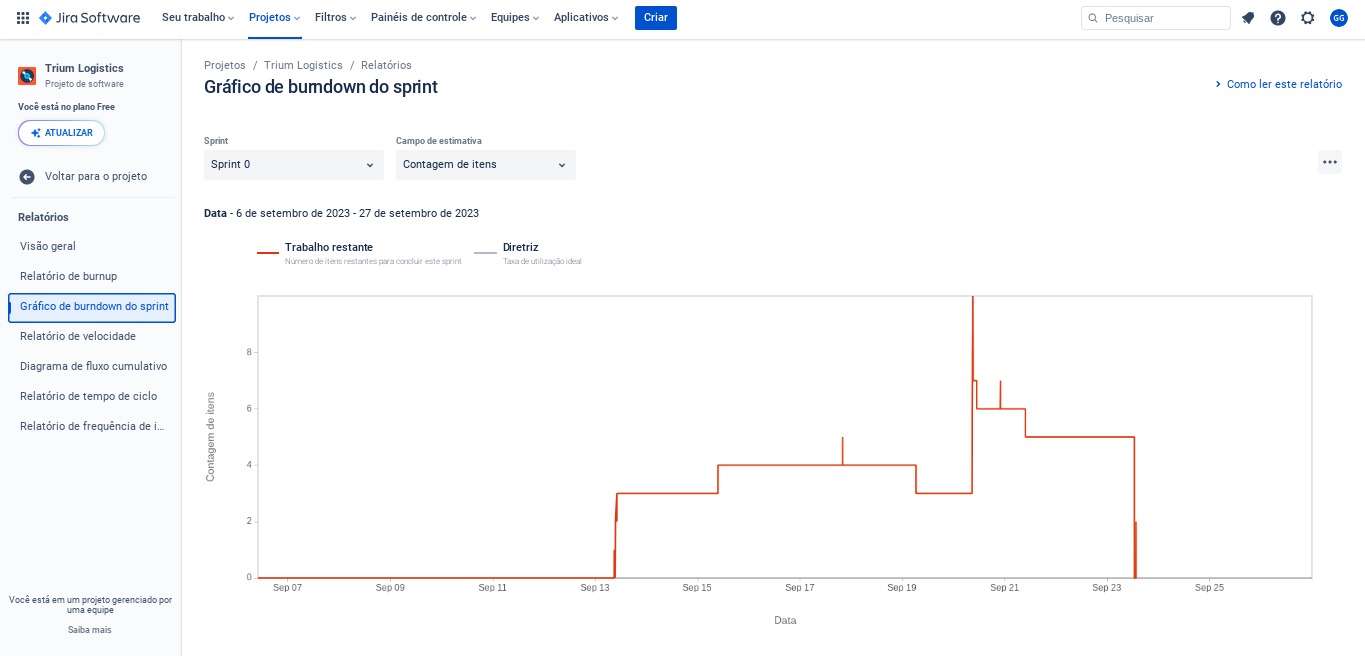 Jira Software Seu trabalho Projetos Filtros Painéis de controle Equipes Aplicativos Criar Pesquisar GG
Trium Logistics
Projeto de software
Você está no plano Free
ATUALIZAR
Voltar para o projeto
Relatórios
Visão geral
Relatório de burnup
Gráfico de burndown do sprint
Relatório de velocidade
Diagrama de fluxo cumulativo
Relatório de tempo de ciclo
Relatório de frequência de i...
Você está em um projeto gerenciado por
uma equipe
Saiba mais
Projetos / Trium Logistics / Relatórios
Gráfico de burndown do sprint
Como ler este relatório
Sprint Campo de estimativa
Sprint 0 Contagem de itens
Data - 6 de setembro de 2023 - 27 de setembro de 2023
Trabalho restante Diretriz
Número de itens restantes para concluir este sprint Taxa de utilização ideal
Contagem de itens
8
6
4
2
0
Sep 07 Sep 09 Sep 11 Sep 13 Sep 15 Sep 17 Sep 19 Sep 21 Sep 23 Sep 25
Data